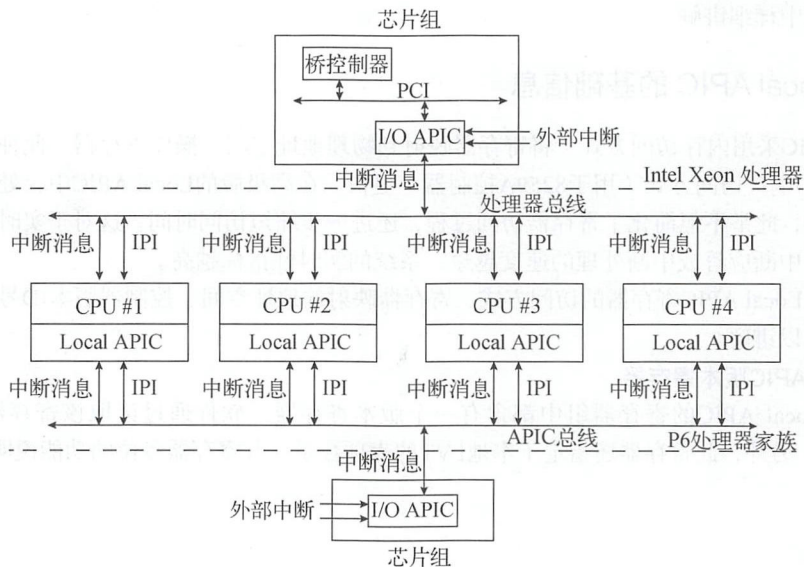 芯片组
桥控制器
PCI
I/O APIC
外部中断
中断消息
Intel Xeon 处理器
处理器总线
中断消息 IPI 中断消息 IPI 中断消息 IPI 中断消息 IPI
CPU #1 CPU #2 CPU #3 CPU #4
Local APIC Local APIC Local APIC Local APIC
中断消息 IPI 中断消息 IPI 中断消息 IPI 中断消息 IPI
APIC总线 P6处理器家族
中断消息
外部中断 I/O APIC
芯片组